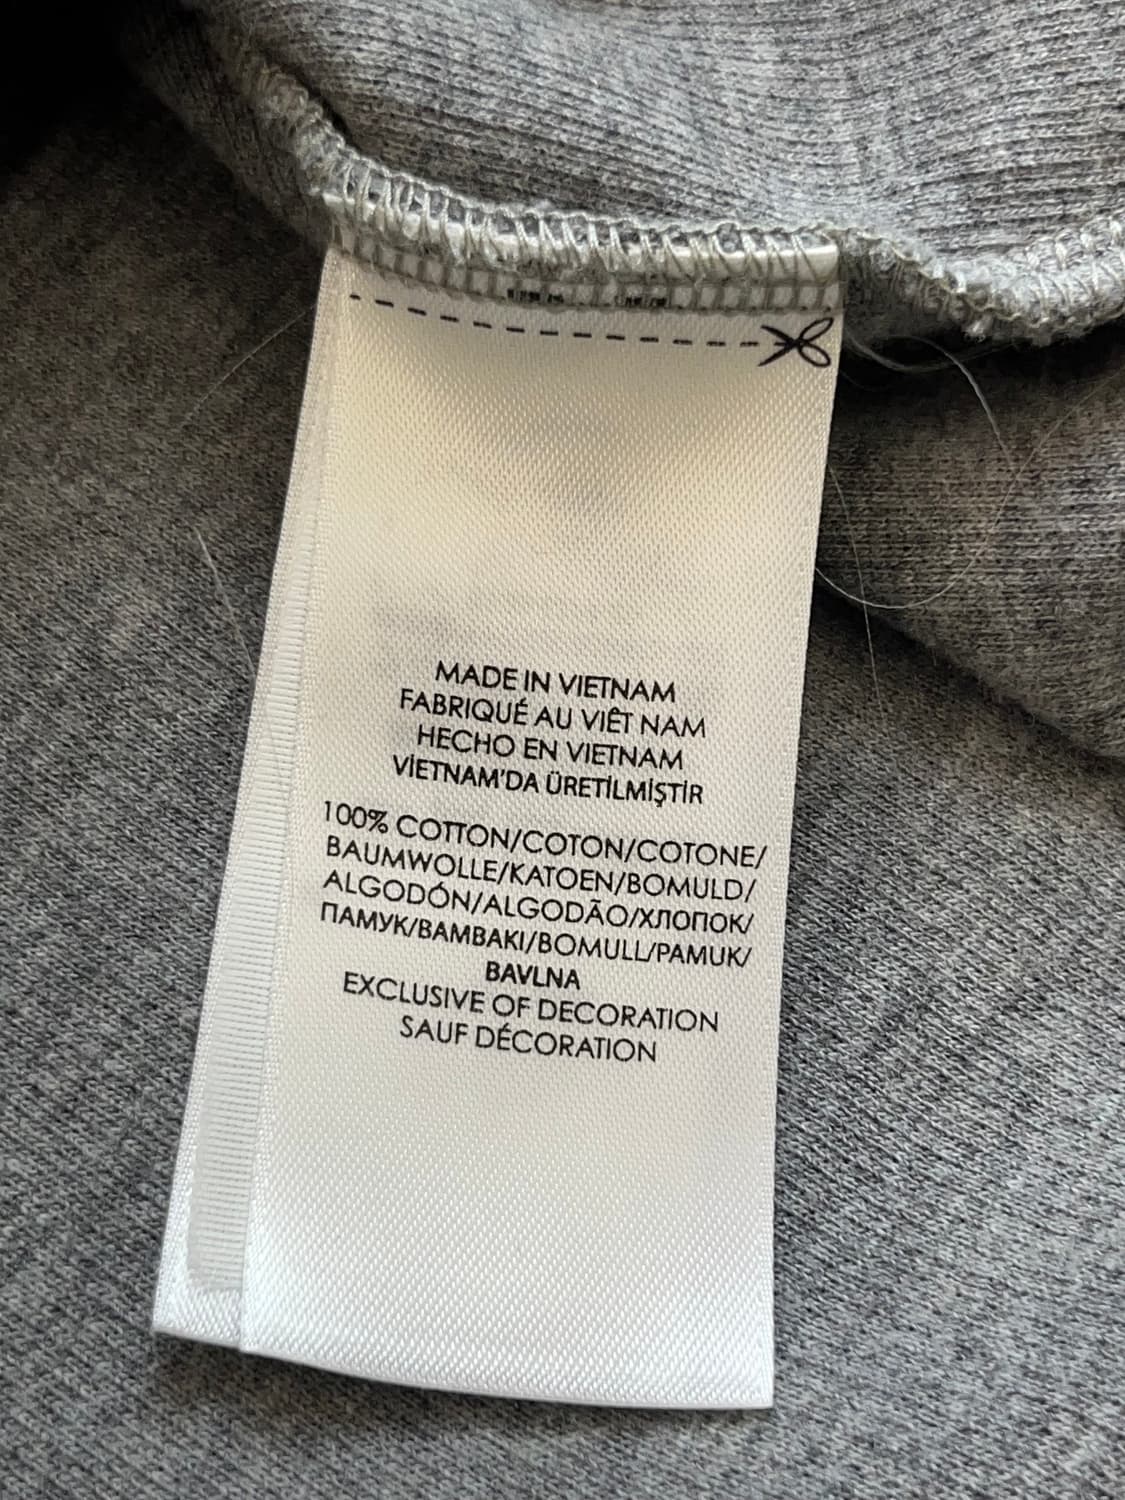 MADE IN VIETNAM
FABRIQUÉ AU VIÊT NAM
HECHO EN VIETNAM
VİETNAM'DA ÜRETİLMİŞTİR
100% COTTON/COTON/COTONE/
BAUMWOLLE/KATOEN/BOMULD/
ALGODÓN/ALGODÃO/ХЛОПОК/
ПАМУК/BAMBAKI/BOMULL/PAMUK/
BAVLNA
EXCLUSIVE OF DECORATION
SAUF DÉCORATION